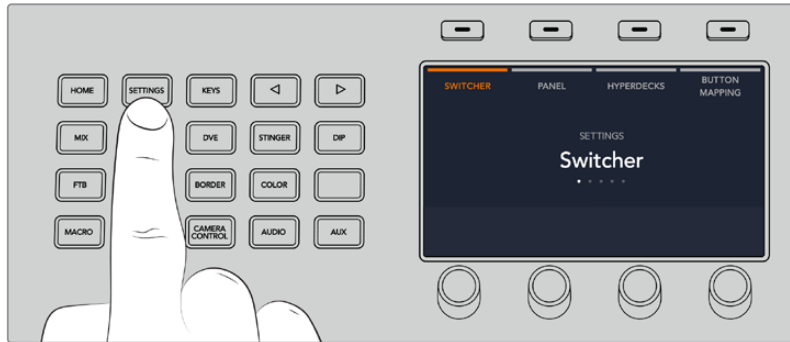 HOME
SETTINGS
KEYS
MIX
DVE
STINGER
DIP
FTB
BORDER
COLOR
MACRO
CAMERA
CONTROL
AUDIO
AUX
SWITCHER
PANEL
HYPERDECKS
BUTTON
MAPPING
SETTINGS
Switcher